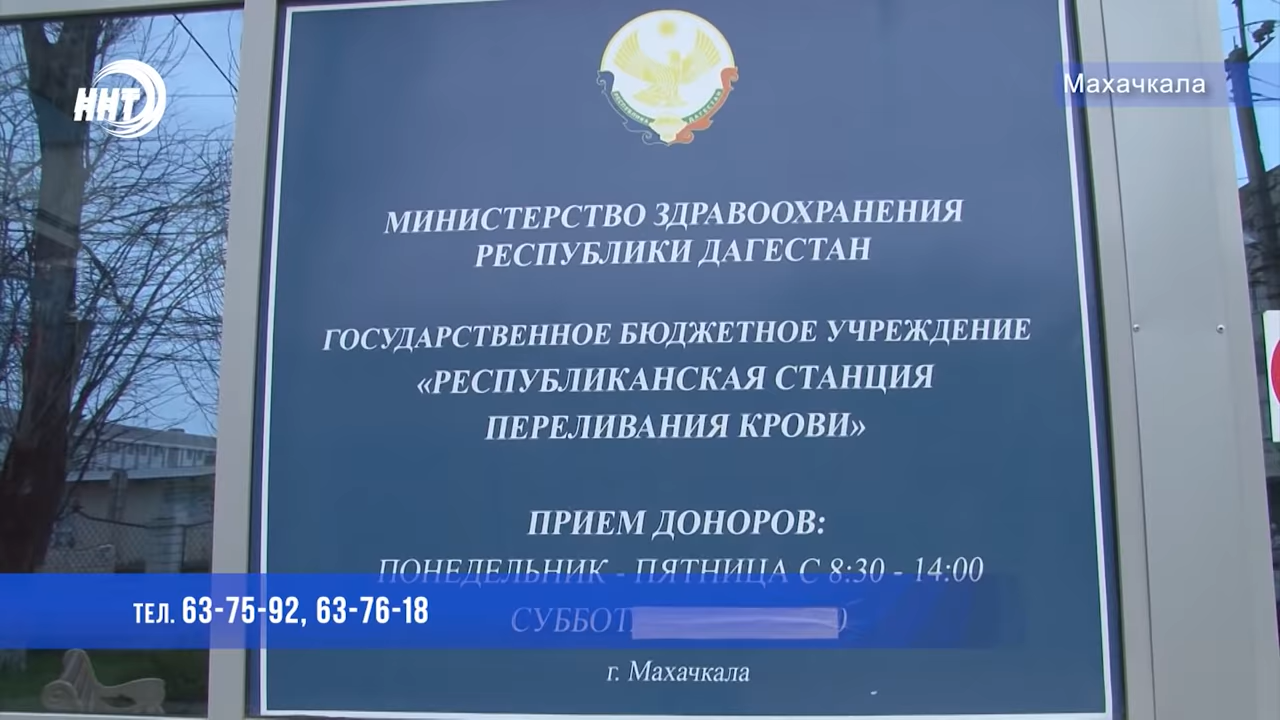 ННТ
Махачкала
МИНИСТЕРСТВО ЗДРАВООХРАНЕНИЯ
РЕСПУБЛИКИ ДАГЕСТАН
ГОСУДАРСТВЕННОЕ БЮДЖЕТНОЕ УЧРЕЖДЕНИЕ
«РЕСПУБЛИКАНСКАЯ СТАНЦИЯ
ПЕРЕЛИВАНИЯ КРОВИ»
ПРИЕМ ДОНОРОВ:
ПОНЕДЕЛЬНИК - ПЯТНИЦА С 8:30 - 14:00
ТЕЛ. 63-75-92, 63-76-18
г. Махачкала